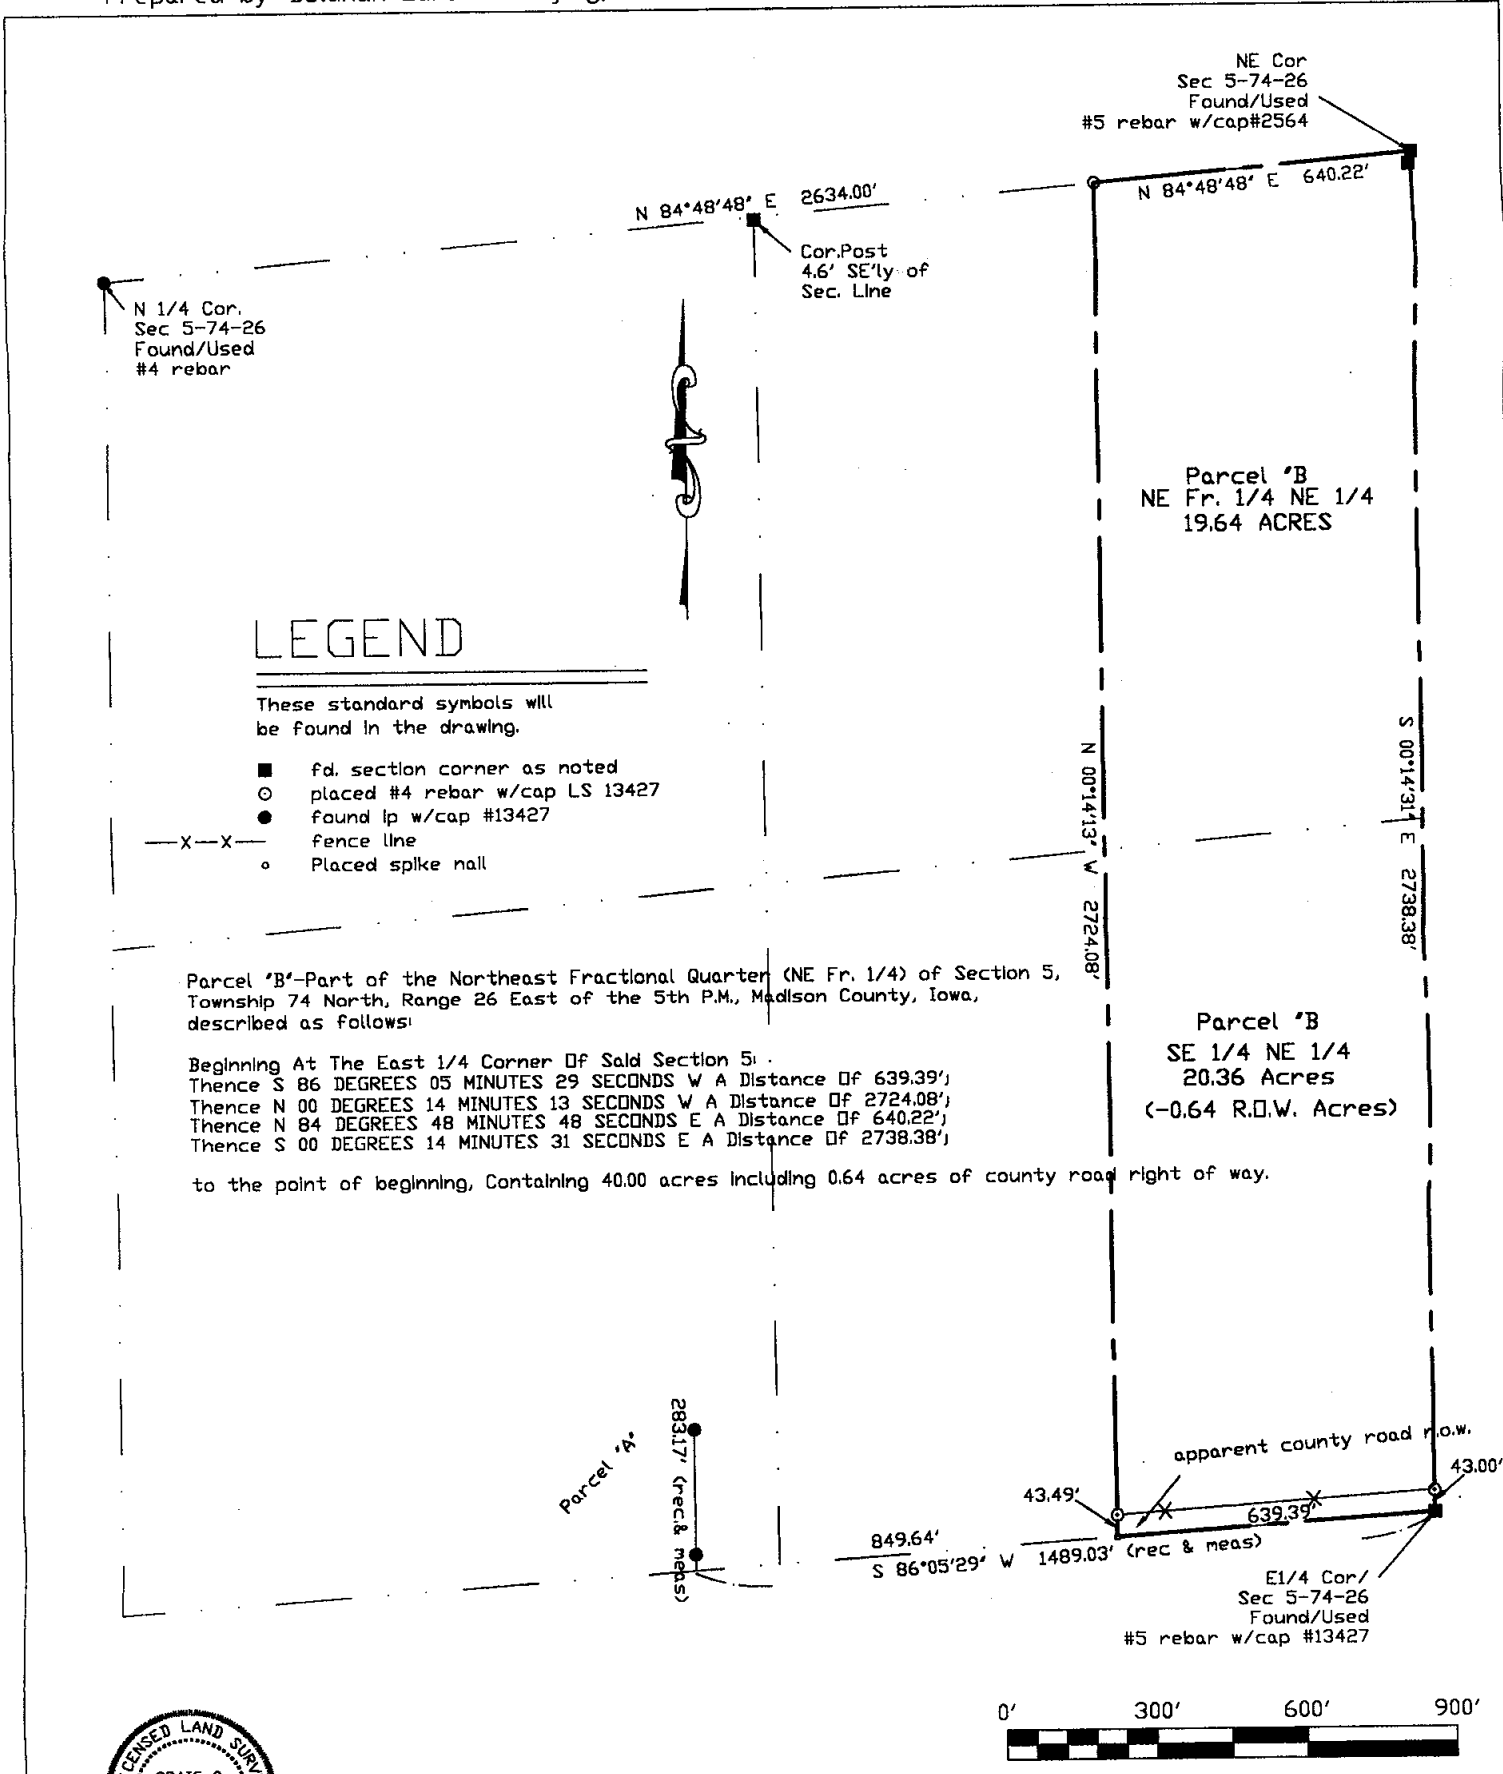 Prepared by
NE Cor
Sec 5-74-26
Found/Used
#5 rebar w/cap#2564
N 84°48'48" E 640.22'
N 84°48'48" E 2634.00'
Cor.Post
4.6' SE'ly of
Sec. Line
N 1/4 Cor.
Sec 5-74-26
Found/Used
#4 rebar
Parcel "B
NE Fr. 1/4 NE 1/4
19.64 ACRES
LEGEND
These standard symbols will
be found in the drawing.
fd. section corner as noted
placed #4 rebar w/cap LS 13427
found ip w/cap #13427
—X—X— fence line
Placed spike nail
N 00°14'13" W 2724.08'
S 00°14'31" E 2738.38'
Parcel "B"-Part of the Northeast Fractional Quarter (NE Fr. 1/4) of Section 5,
Township 74 North, Range 26 East of the 5th P.M., Madison County, Iowa,
described as follows:
Beginning At The East 1/4 Corner Of Said Section 5:
Thence S 86 DEGREES 05 MINUTES 29 SECONDS W A Distance Of 639.39';
Thence N 00 DEGREES 14 MINUTES 13 SECONDS W A Distance Of 2724.08';
Thence N 84 DEGREES 48 MINUTES 48 SECONDS E A Distance Of 640.22';
Thence S 00 DEGREES 14 MINUTES 31 SECONDS E A Distance Of 2738.38';
to the point of beginning, Containing 40.00 acres including 0.64 acres of county road right of way.
Parcel "B
SE 1/4 NE 1/4
20.36 Acres
(-0.64 R.O.W. Acres)
Parcel "A"
283.17' (rec.& meas)
apparent county road r.o.w.
43.49'
43.00'
639.39'
849.64'
S 86°05'29" W 1489.03' (rec & meas)
E1/4 Cor/
Sec 5-74-26
Found/Used
#5 rebar w/cap #13427
0' 300' 600' 900'
LAND